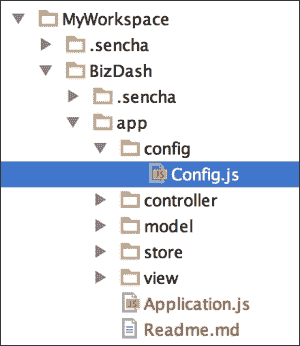 MyWorkspace
.sencha
BizDash
.sencha
app
config
Config.js
controller
model
store
view
Application.js
Readme.md